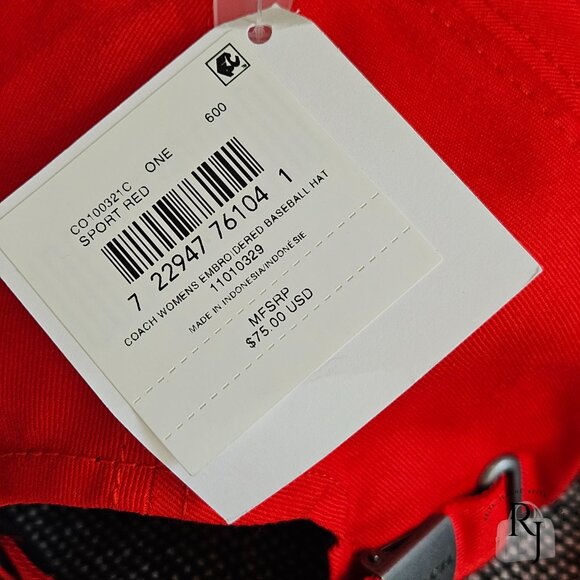 CO100321C ONE 600
SPORT RED
7 22947 76104 1
COACH WOMENS EMBROIDERED BASEBALL HAT
11010329
MADE IN INDONESIA/INDONÉSIE
MFSRP
$75.00 USD
RJ